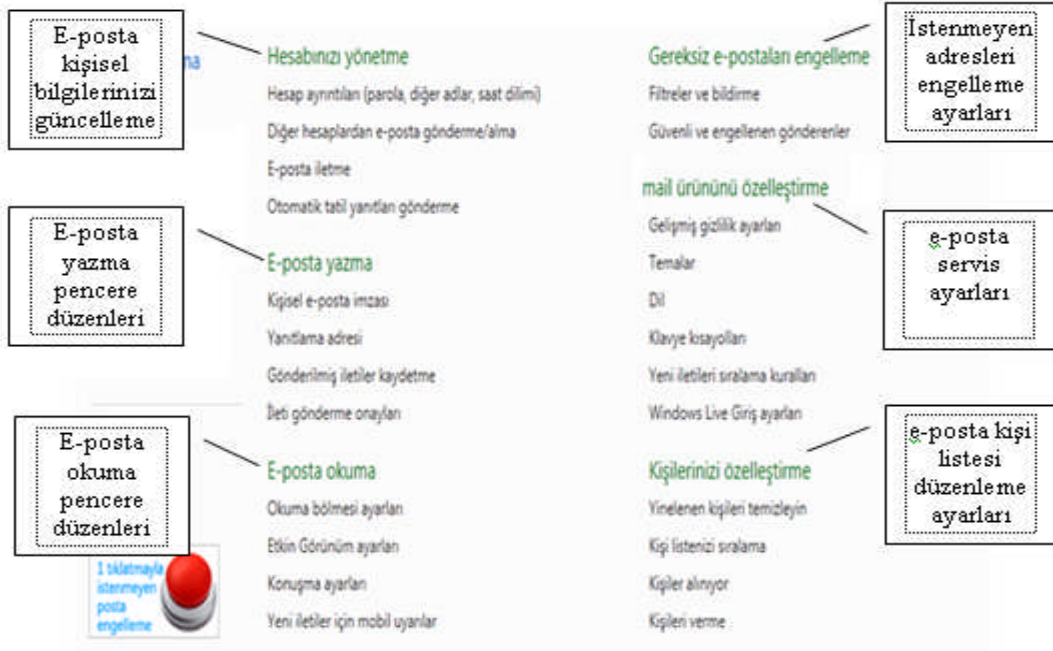 E-posta
kişisel
bilgilerinizi
güncelleme
na
Hesabınızı yönetme
Hesap ayrıntıları (parola, diğer adlar, saat dilimi)
Diğer hesaplardan e-posta gönderme/alma
E-posta iletme
Otomatik tatil yanıtları gönderme
E-posta
yazma
pencere
düzenleri
E-posta yazma
Kişisel e-posta imzası
Yanıtlama adresi
Gönderilmiş iletiler kaydetme
İleti gönderme onayları
E-posta
okuma
pencere
düzenleri
E-posta okuma
Okuma bölmesi ayarları
Etkin Görünüm ayarları
Konuşma ayarları
Yeni iletiler için mobil uyarılar
1 tıklatmayla
istenmeyen
posta
engelleme
Gereksiz e-postaları engelleme
Filtreler ve bildirme
Güvenli ve engellenen gönderenler
İstenmeyen
adresleri
engelleme
ayarları
mail ürününü özelleştirme
Gelişmiş gizlilik ayarları
Temalar
Dil
Klavye kısayolları
Yeni iletileri sıralama kuralları
Windows Live Giriş ayarları
e-posta
servis
ayarları
Kişilerinizi özelleştirme
Yinelenen kişileri temizleyin
Kişi listenizi sıralama
Kişiler alınıyor
Kişileri verme
e-posta kişi
listesi
düzenleme
ayarları